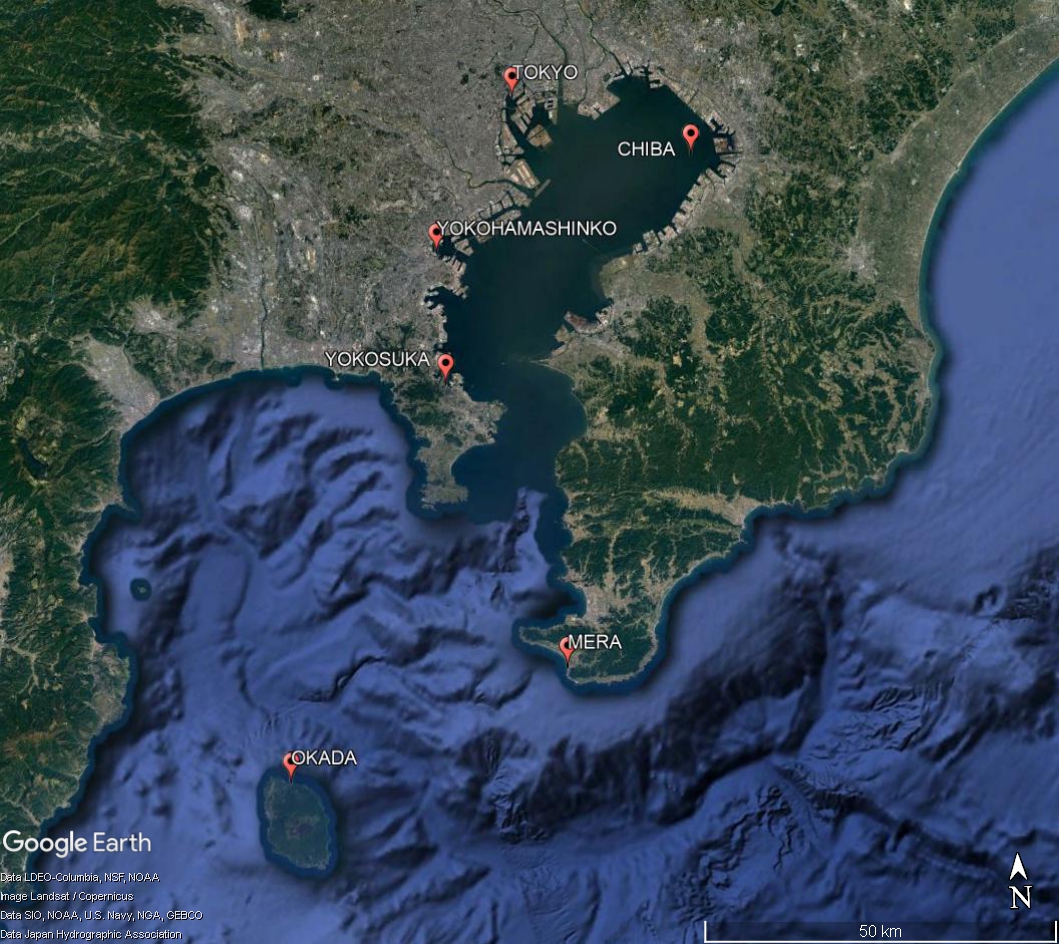 TOKYO
CHIBA
YOKOHAMASHINKO
YOKOSUKA
MERA
OKADA
Google Earth
Data LDEO-Columbia, NSF, NOAA
Image Landsat / Copernicus
Data SIO, NOAA, U.S. Navy, NGA, GEBCO
Data Japan Hydrographic Association
N
50 km